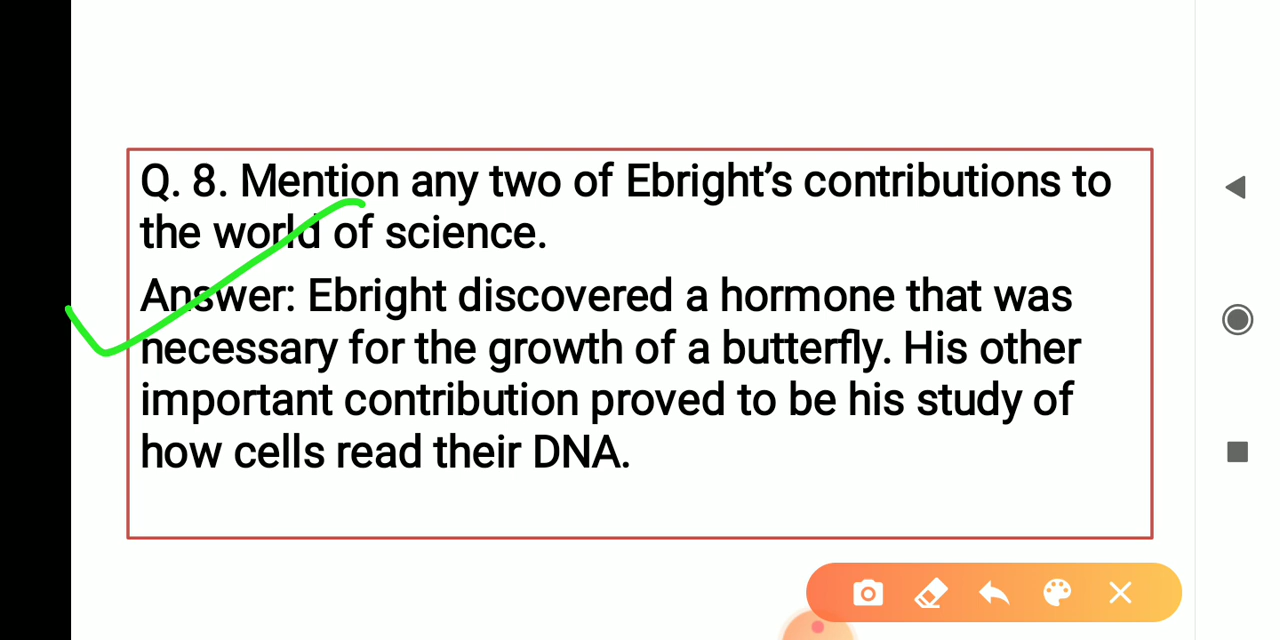 Q. 8. Mention any two of Ebright’s contributions to
the world of science.
Answer: Ebright discovered a hormone that was
necessary for the growth of a butterfly. His other
important contribution proved to be his study of
how cells read their DNA.